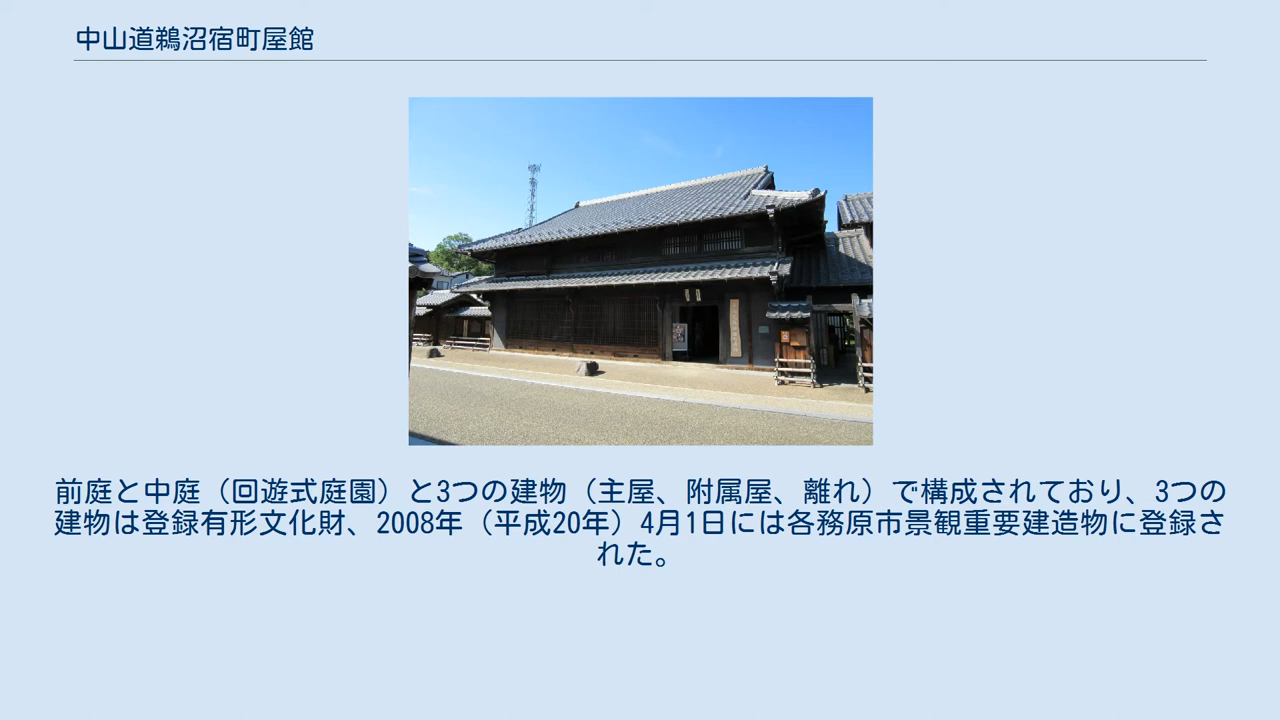 中山道鵜沼宿町屋館
前庭と中庭（回遊式庭園）と3つの建物（主屋、附属屋、離れ）で構成されており、3つの
建物は登録有形文化財、2008年（平成20年）4月1日には各務原市景観重要建造物に登録さ
れた。